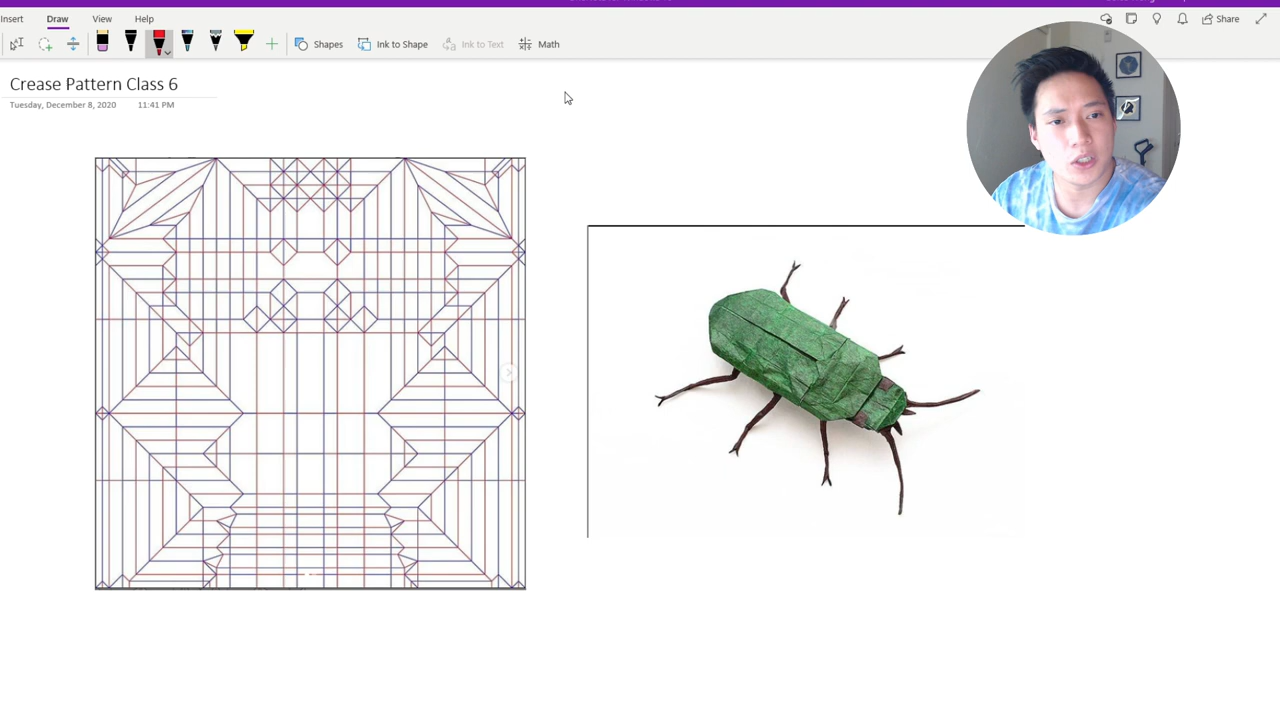 Insert Draw View Help
Share
Shapes Ink to Shape Ink to Text Math
Crease Pattern Class 6
Tuesday, December 8, 2020 11:41 PM